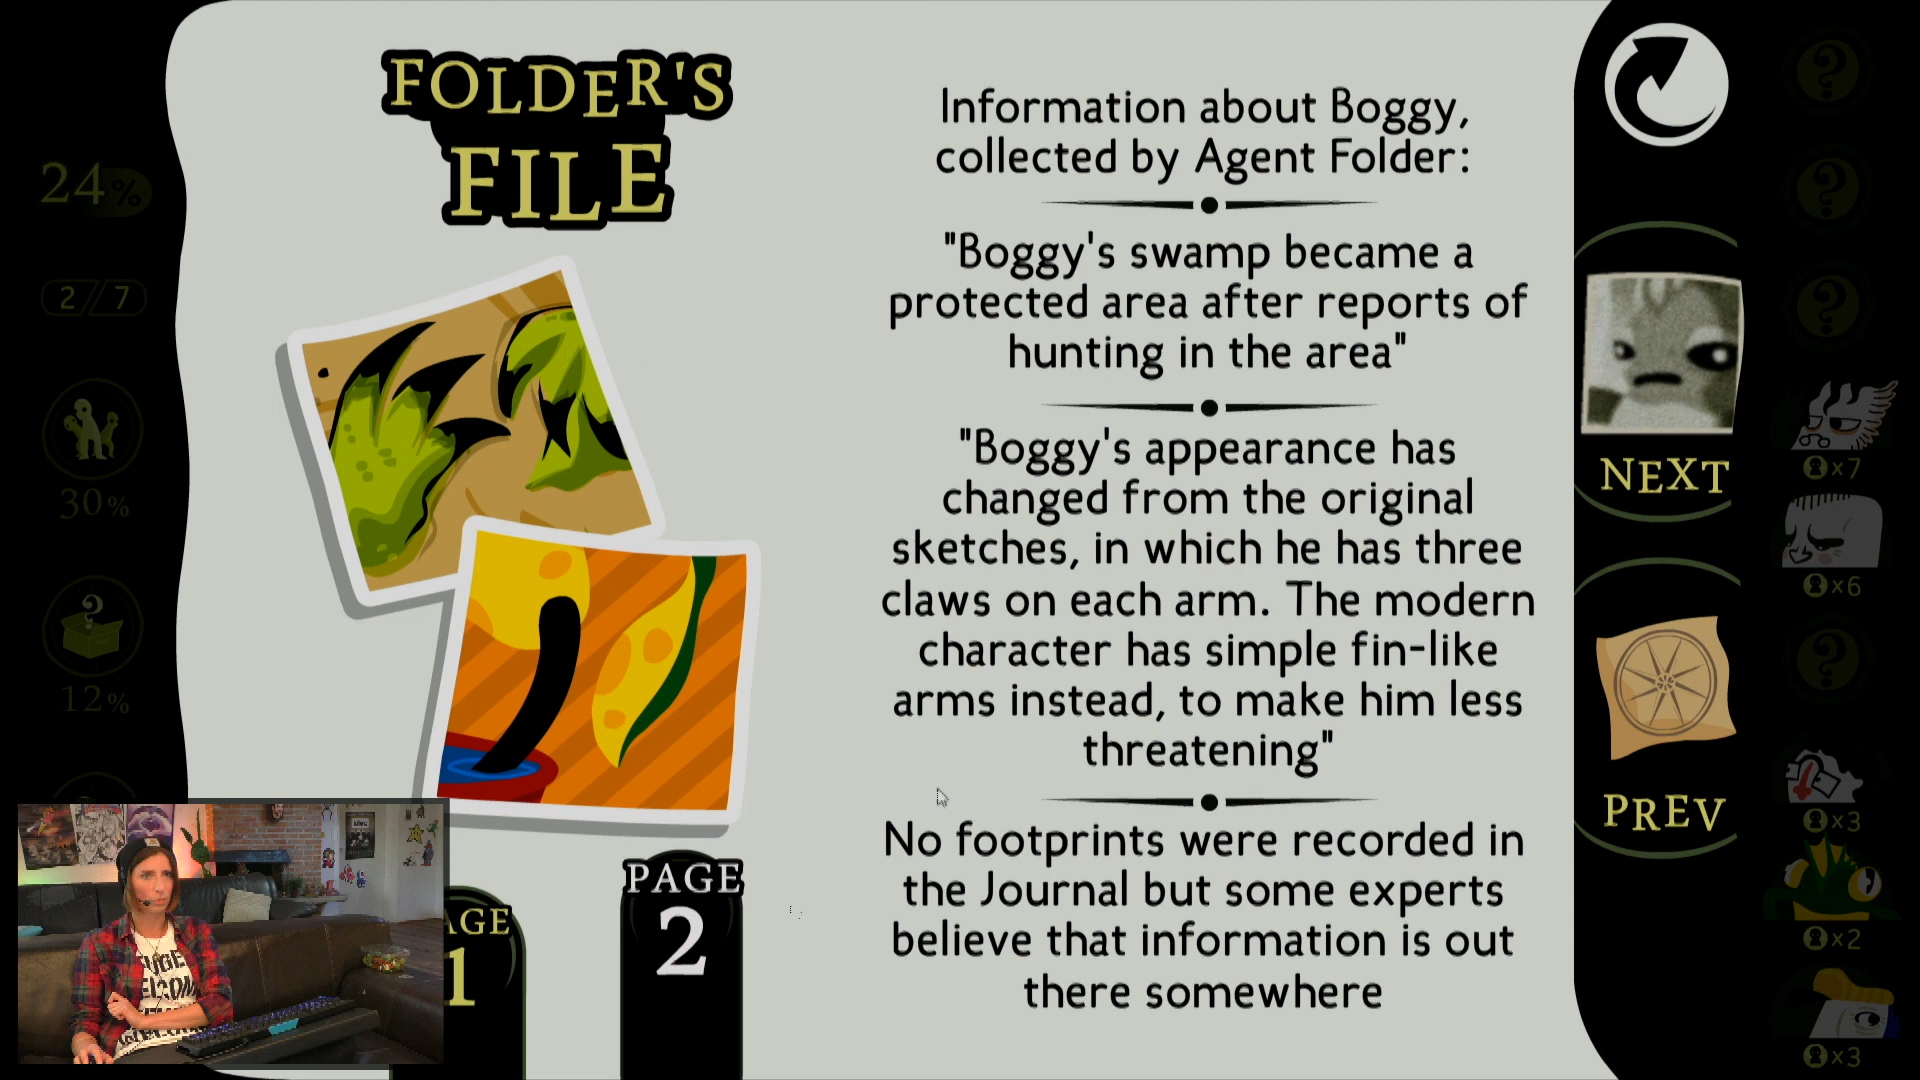 FOLDER'S
FILE
Information about Boggy,
collected by Agent Folder:
"Boggy's swamp became a
protected area after reports of
hunting in the area"
"Boggy's appearance has
changed from the original
sketches, in which he has three
claws on each arm. The modern
character has simple fin-like
arms instead, to make him less
threatening"
No footprints were recorded in
the Journal but some experts
believe that information is out
there somewhere
24%
2//7
30%
12%
AGE
1
PAGE
2
NEXT
PREV
?
?
?
x7
x6
?
x3
x2
x3
?